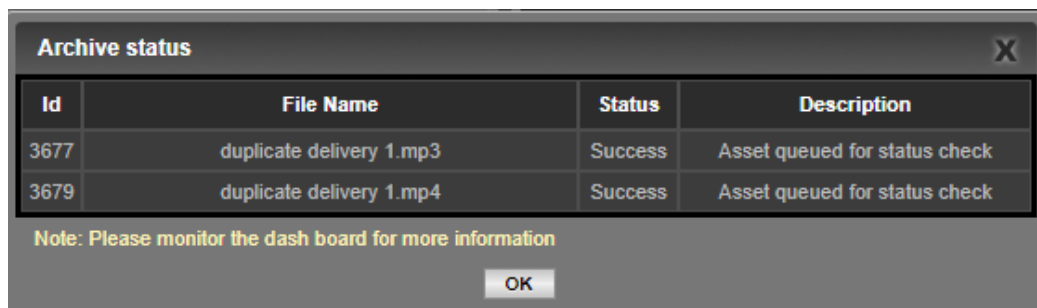 Archive status X
Id File Name Status Description
3677 duplicate delivery 1.mp3 Success Asset queued for status check
3679 duplicate delivery 1.mp4 Success Asset queued for status check
Note: Please monitor the dash board for more information
OK